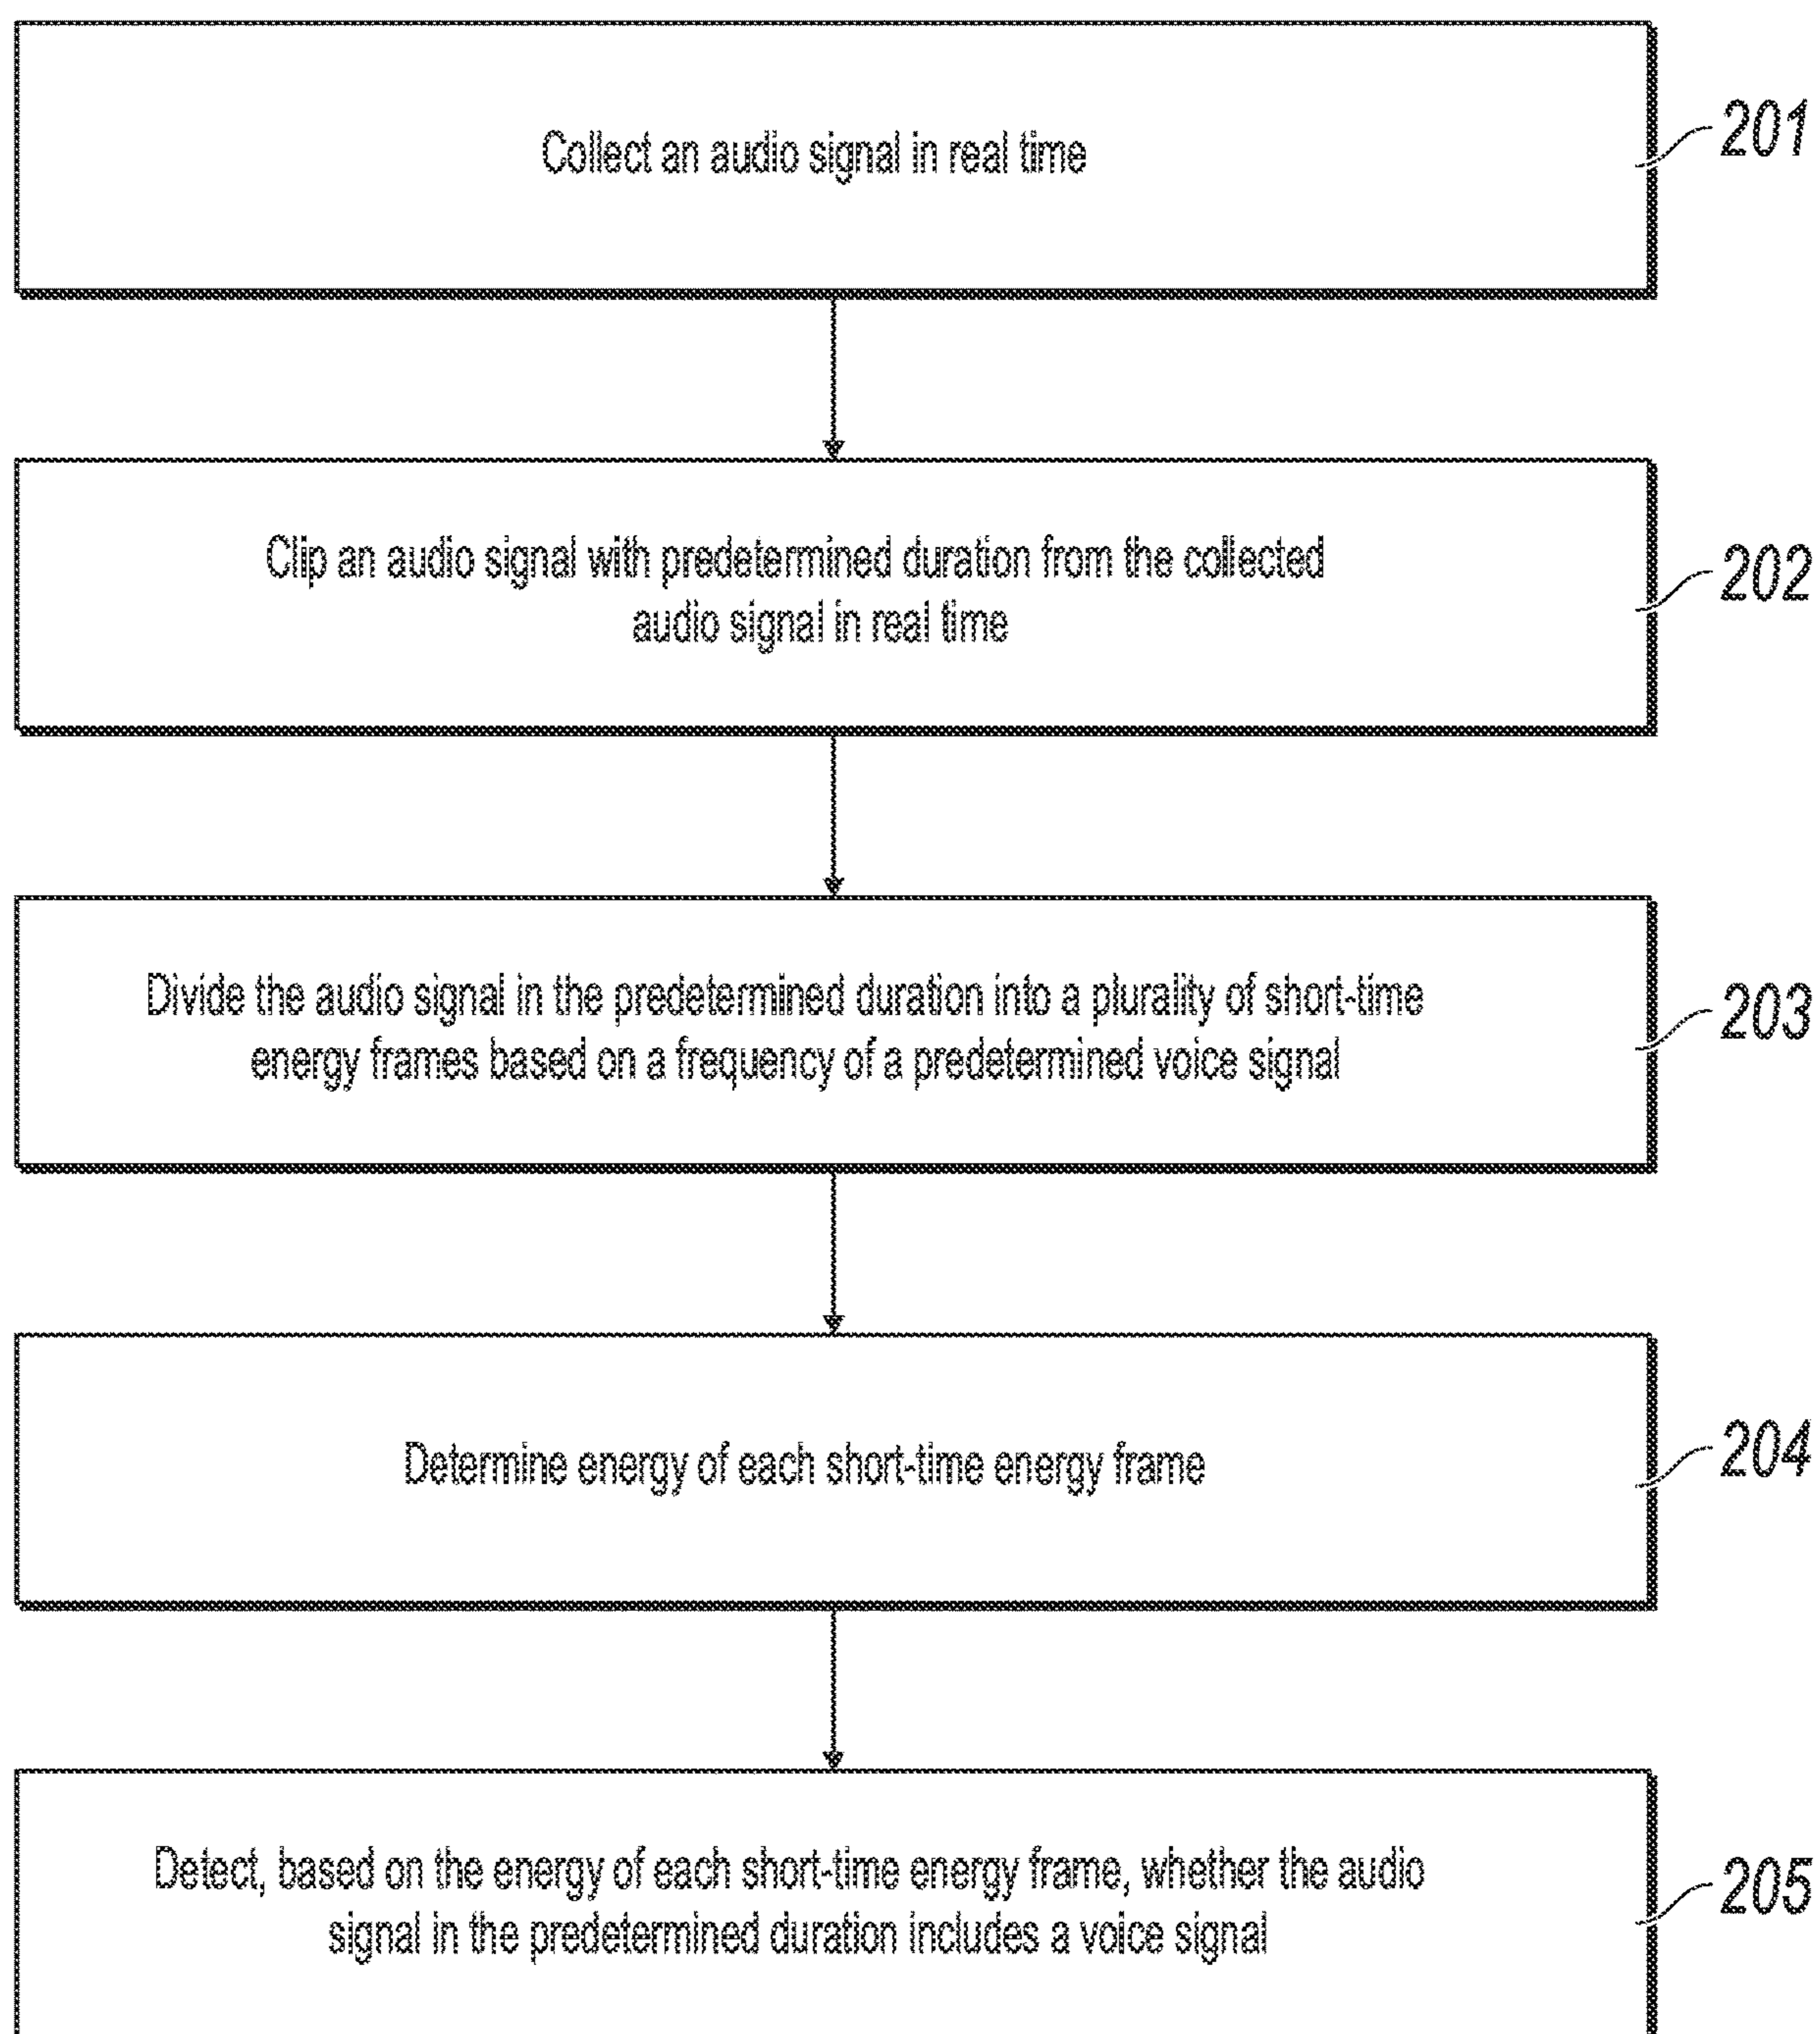 Collect an audio signal in real time
201
Clip an audio signal with predetermined duration from the collected
audio signal in real time
202
Divide the audio signal in the predetermined duration into a plurality of short-time
energy frames based on a frequency of a predetermined voice signal
203
Determine energy of each short-time energy frame
204
Detect, based on the energy of each short-time energy frame, whether the audio
signal in the predetermined duration includes a voice signal
205